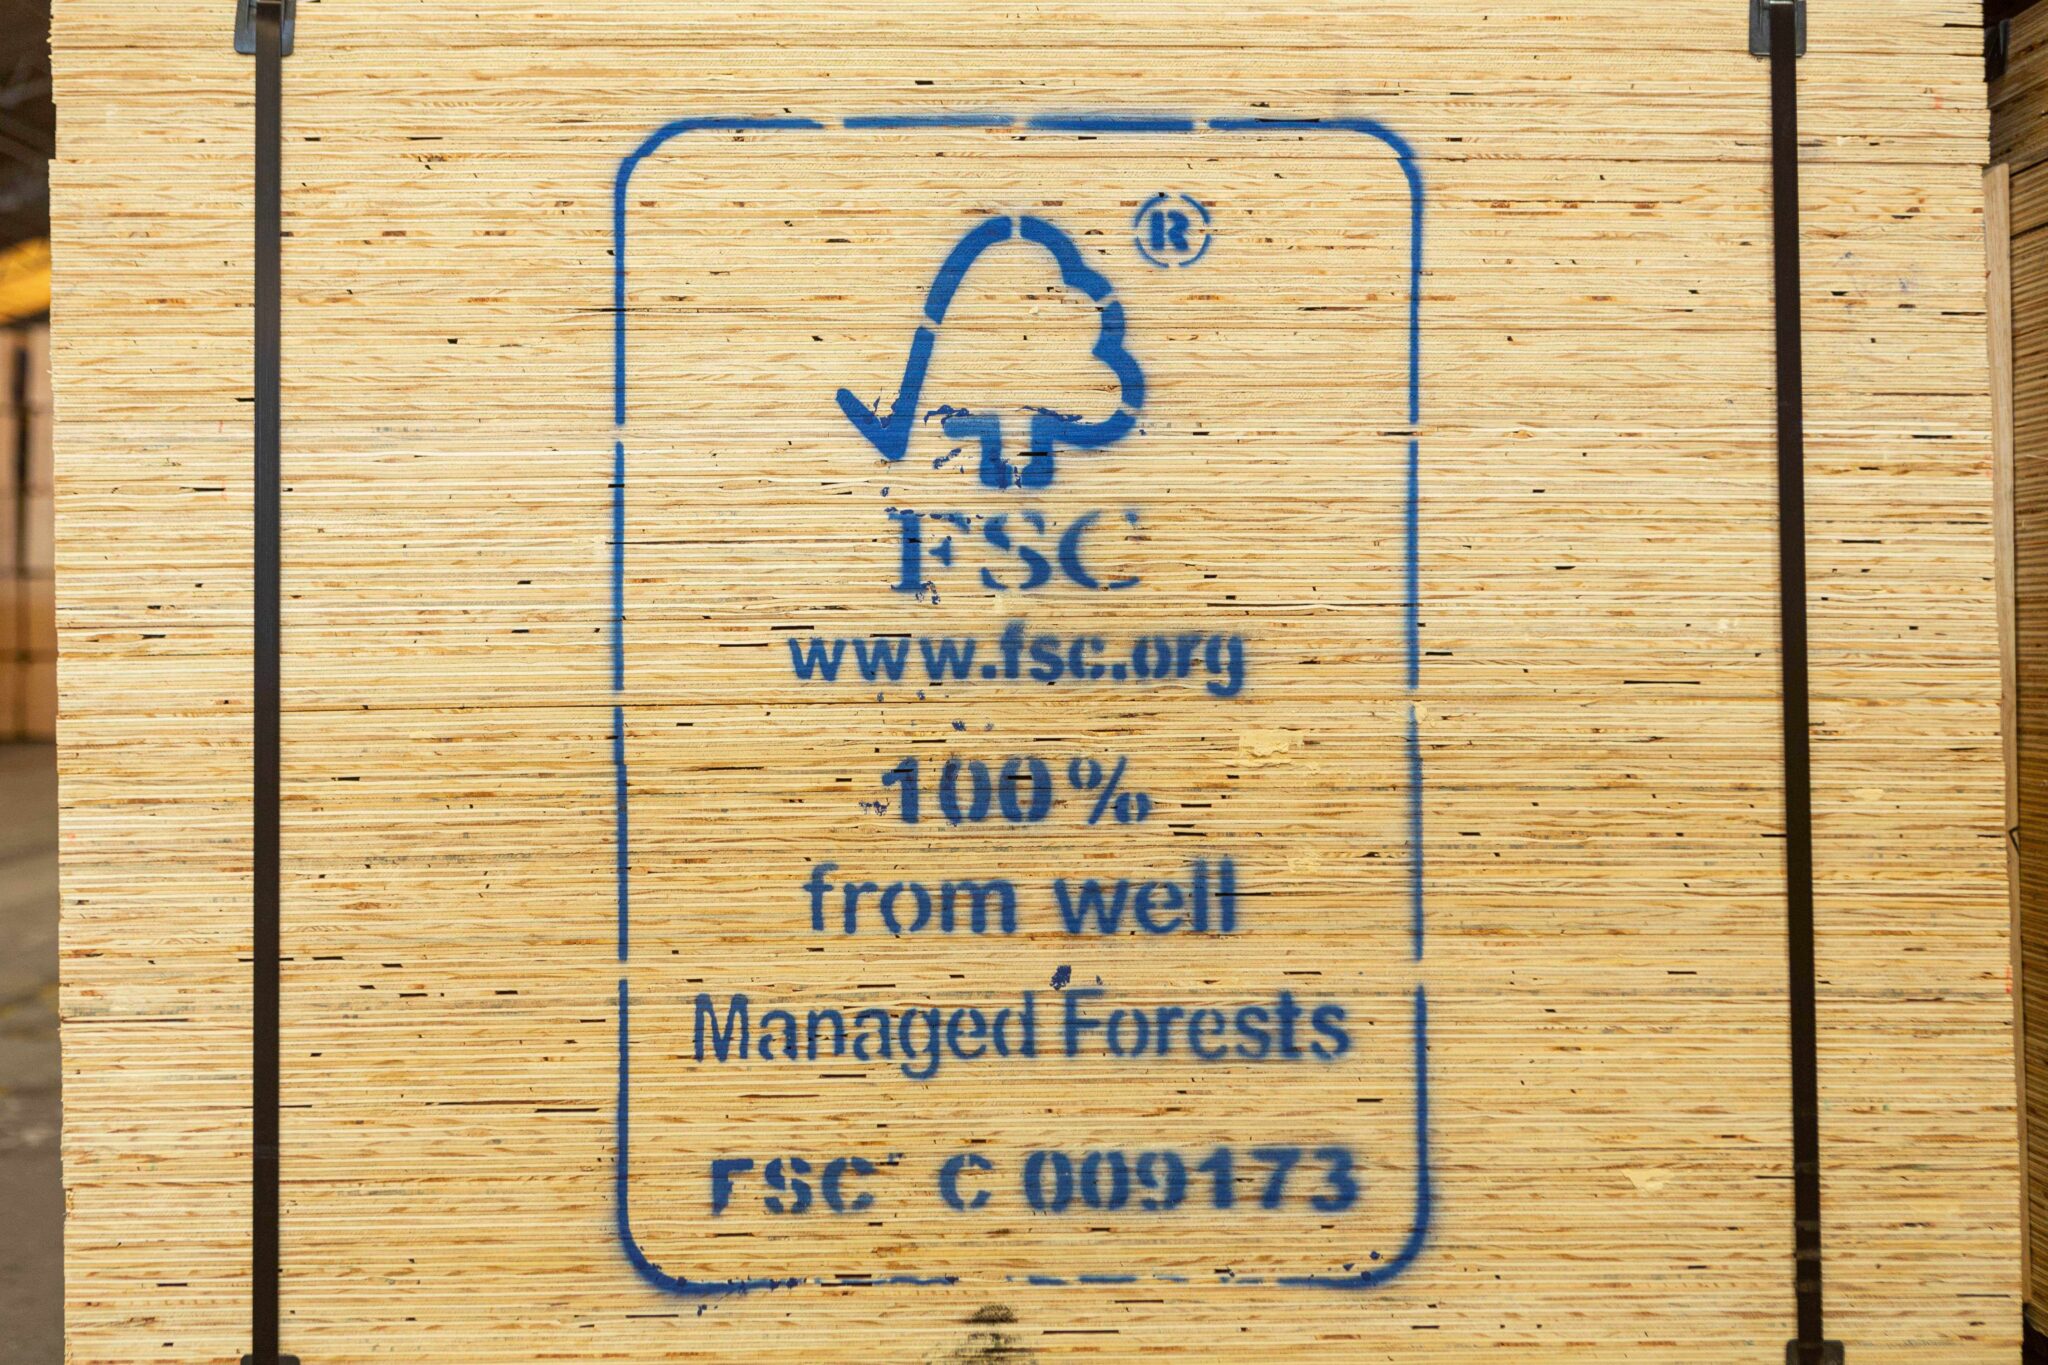 ®
FSC
www.fsc.org
100%
from well
Managed Forests
FSC® C 009173